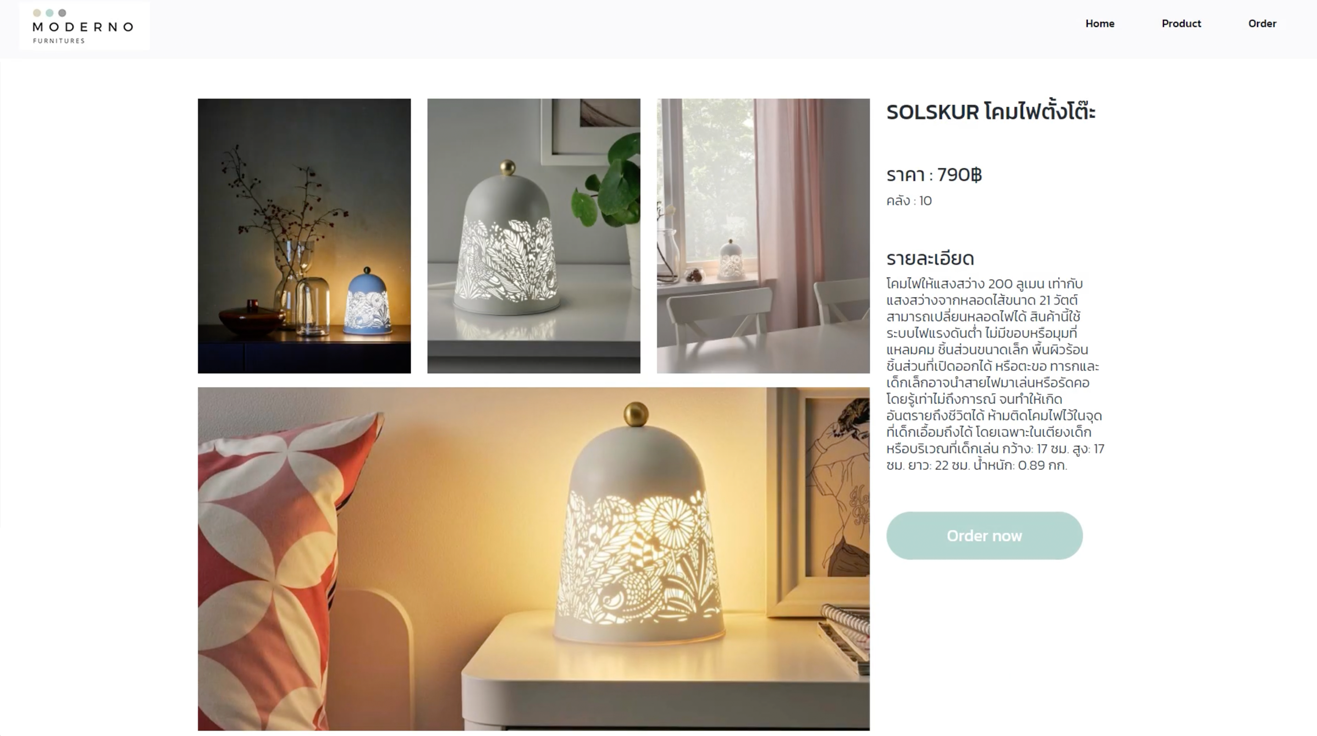 MODERNO
FURNITURES
Home Product Order
SOLSKUR โคมไฟตั้งโต๊ะ
ราคา : 790฿
คลัง : 10
รายละเอียด
โคมไฟให้แสงสว่าง 200 ลูเมน เท่ากับ
แสงสว่างจากหลอดไส้ขนาด 21 วัตต์
สามารถเปลี่ยนหลอดไฟได้ สินค้านี้ใช้
ระบบไฟแรงดันต่ำ ไม่มีขอบหรือมุมที่
แหลมคม ชิ้นส่วนขนาดเล็ก พื้นผิวร้อน
ชิ้นส่วนที่เปิดออกได้ หรือตะขอ ทารกและ
เด็กเล็กอาจนำสายไฟมาเล่นหรือรัดคอ
โดยรู้เท่าไม่ถึงการณ์ จนทำให้เกิด
อันตรายถึงชีวิตได้ ห้ามติดโคมไฟไว้ในจุด
ที่เด็กเอื้อมถึงได้ โดยเฉพาะในเตียงเด็ก
หรือบริเวณที่เด็กเล่น กว้าง: 17 ซม. สูง: 17
ซม. ยาว: 22 ซม. น้ำหนัก: 0.89 กก.
Order now